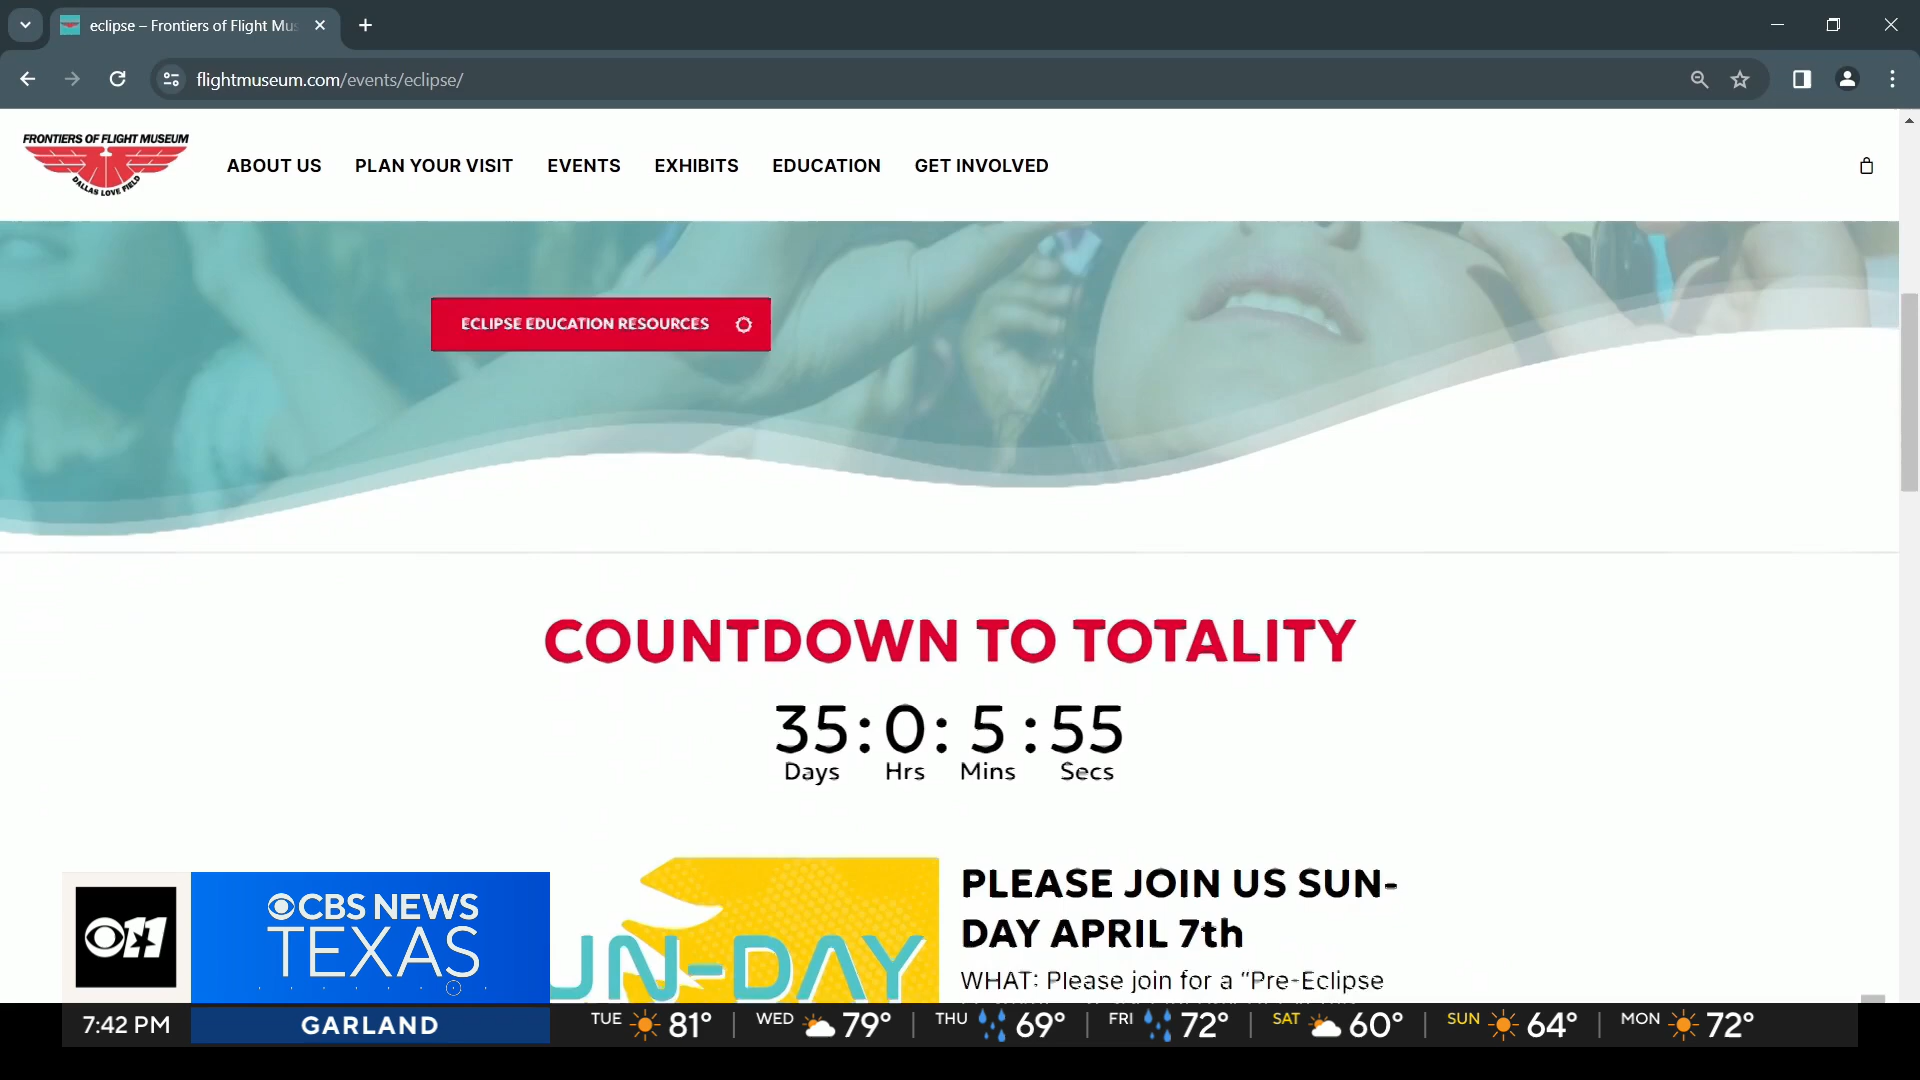 eclipse – Frontiers of Flight Mus
flightmuseum.com/events/eclipse/
FRONTIERS OF FLIGHT MUSEUM
DALLAS LOVE FIELD
ABOUT US PLAN YOUR VISIT EVENTS EXHIBITS EDUCATION GET INVOLVED
ECLIPSE EDUCATION RESOURCES
COUNTDOWN TO TOTALITY
35 : 0 : 5 : 55
Days Hrs Mins Secs
UN-DAY
PLEASE JOIN US SUN-
DAY APRIL 7th
WHAT: Please join for a “Pre-Eclipse
11
CBS NEWS
TEXAS
7:42 PM GARLAND TUE 81° | WED 79° | THU 69° | FRI 72° | SAT 60° | SUN 64° | MON 72°